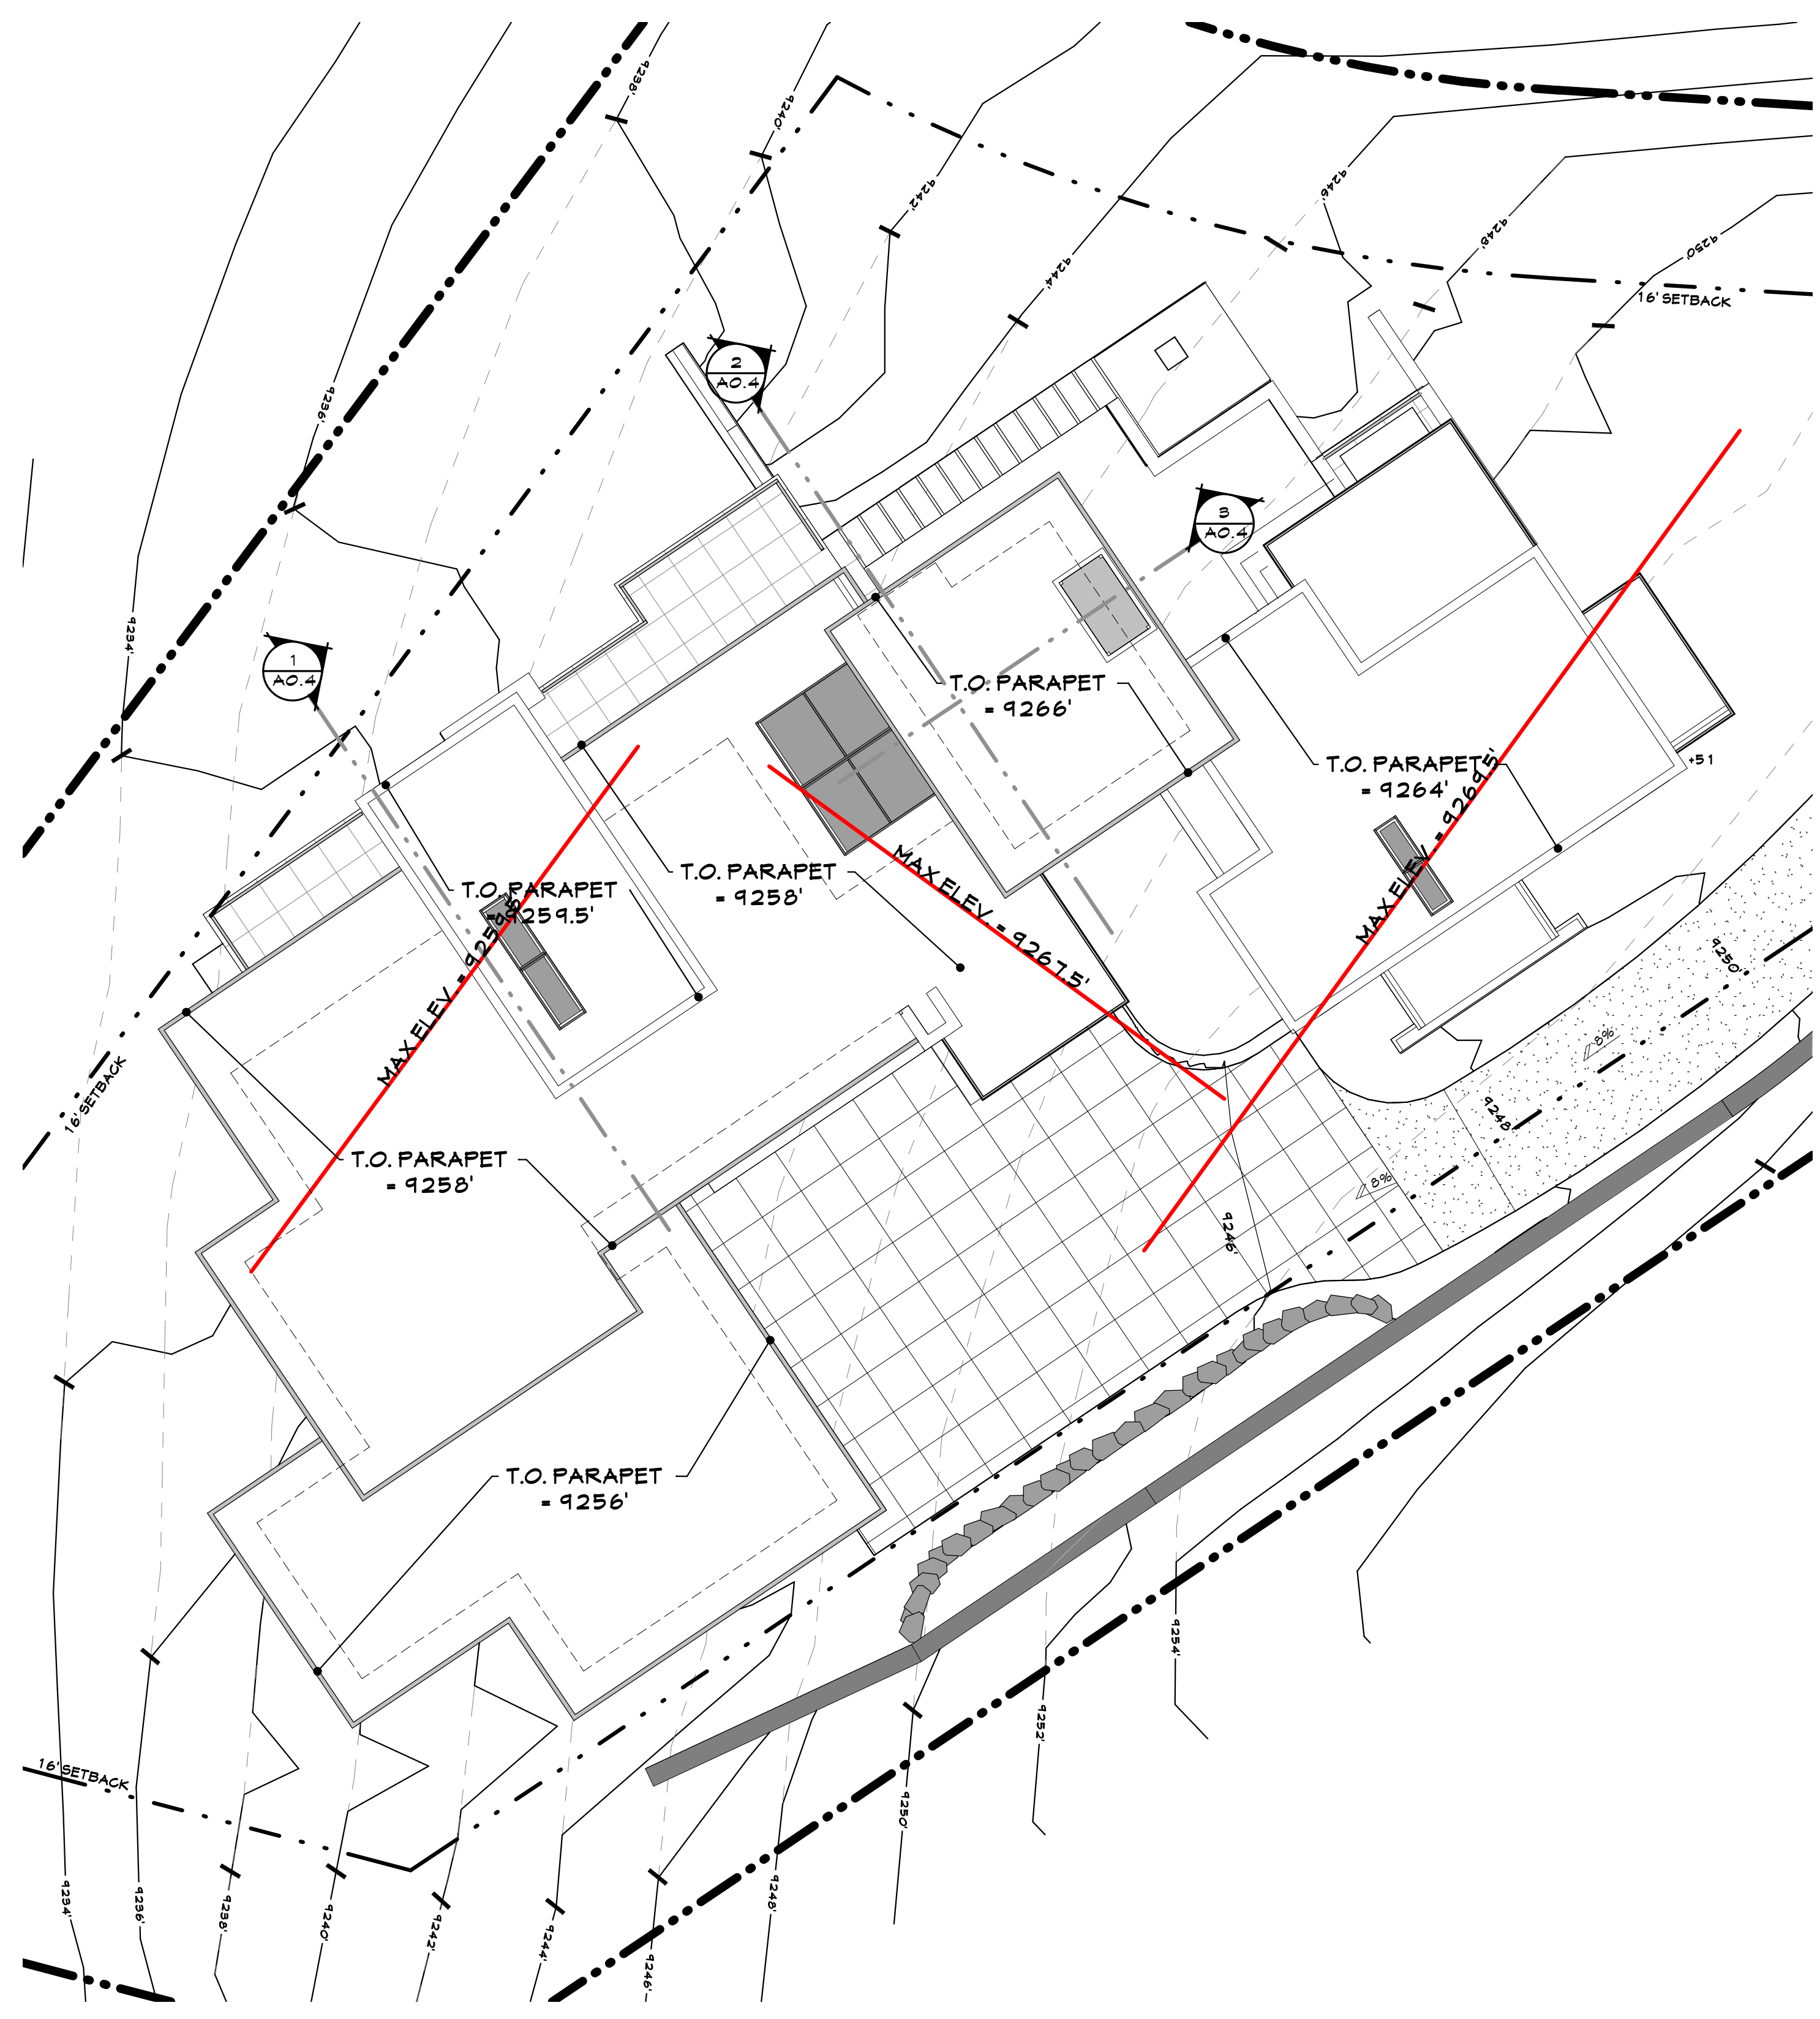 9238'
9240'
9242'
9244'
9246'
9248'
9250'
16' SETBACK
9236'
9234'
2
A0.4
3
A0.4
1
A0.4
T.O. PARAPET
= 9266'
T.O. PARAPET
= 9264'
+51
MAX ELEV. = 9269.5'
T.O. PARAPET
= 9258'
MAX ELEV. = 9267.5'
T.O. PARAPET
= 9259.5'
MAX ELEV. = 9259.5'
16' SETBACK
9250'
8%
9248'
8%
9246'
T.O. PARAPET
= 9258'
T.O. PARAPET
= 9256'
16' SETBACK
9254'
9252'
9250'
9248'
9246'
9244'
9242'
9240'
9238'
9236'
9234'